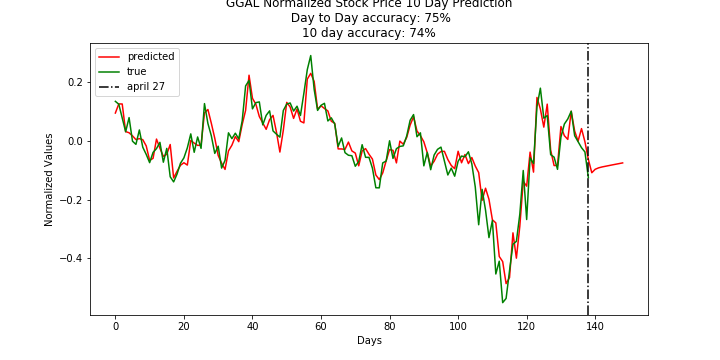 GGAL Normalized Stock Price 10 Day Prediction
Day to Day accuracy: 75%
10 day accuracy: 74%
predicted
true
april 27
Normalized Values
0.2
0.0
−0.2
−0.4
0
20
40
60
80
100
120
140
Days